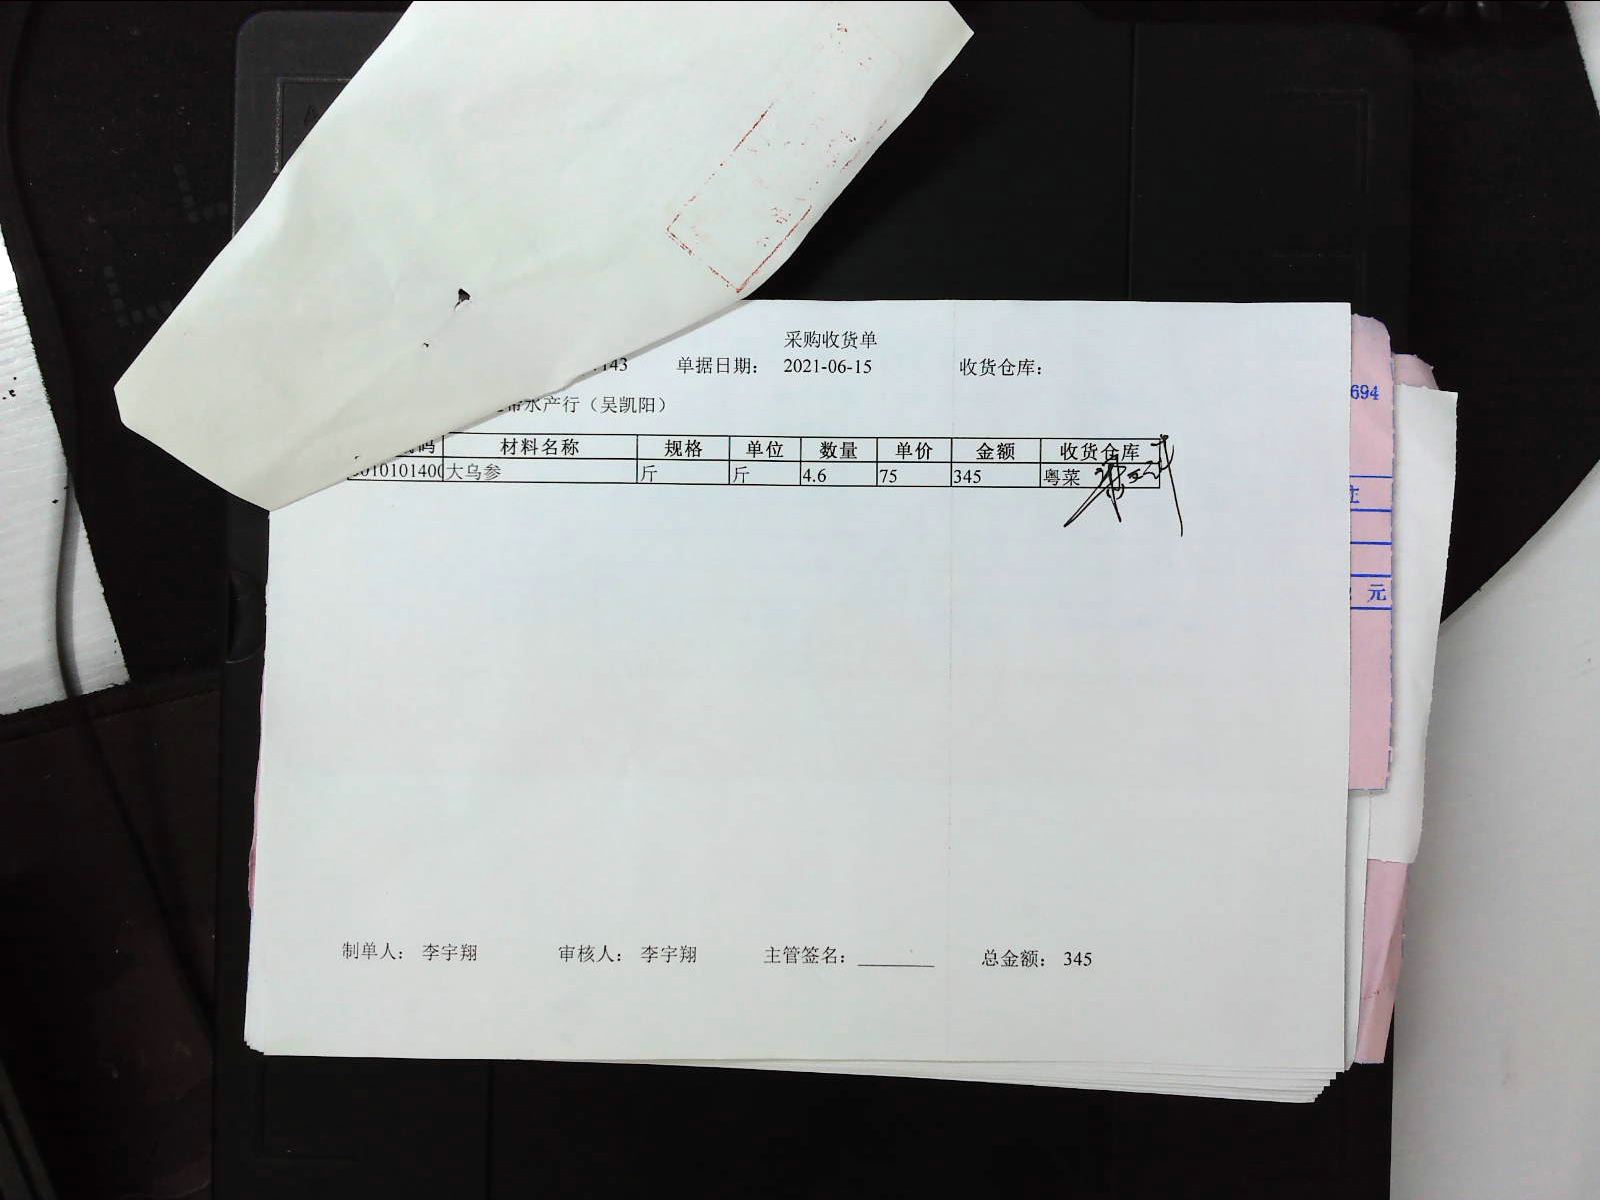 采购收货单
143 单据日期： 2021-06-15 收货仓库：
水产行（吴凯阳）
码 材料名称 规格 单位 数量 单价 金额 收货仓库
010101400 大乌参 斤 斤 4.6 75 345 粤菜
694
元
制单人： 李宇翔 审核人： 李宇翔 主管签名： 总金额： 345